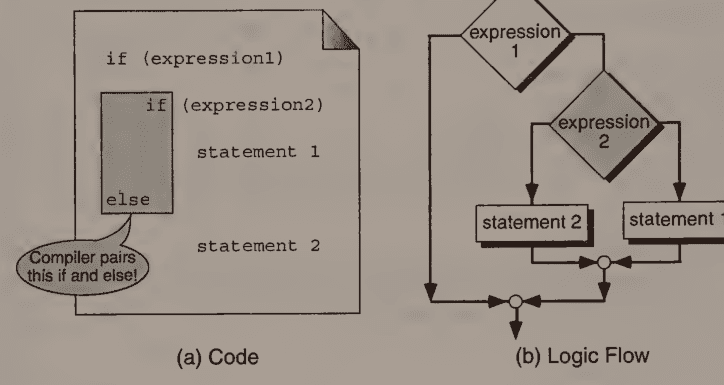 if (expression1)
if (expression2)
statement 1
else
statement 2
Compiler pairs
this if and else!
(a) Code
expression
1
expression
2
statement 2
statement 1
(b) Logic Flow